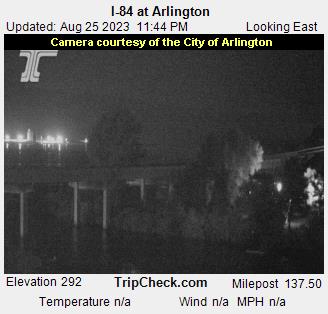 I-84 at Arlington
Updated: Aug 25 2023 11:44 PM Looking East
Camera courtesy of the City of Arlington
Elevation 292 TripCheck.com Milepost 137.50
Temperature n/a Wind n/a MPH n/a